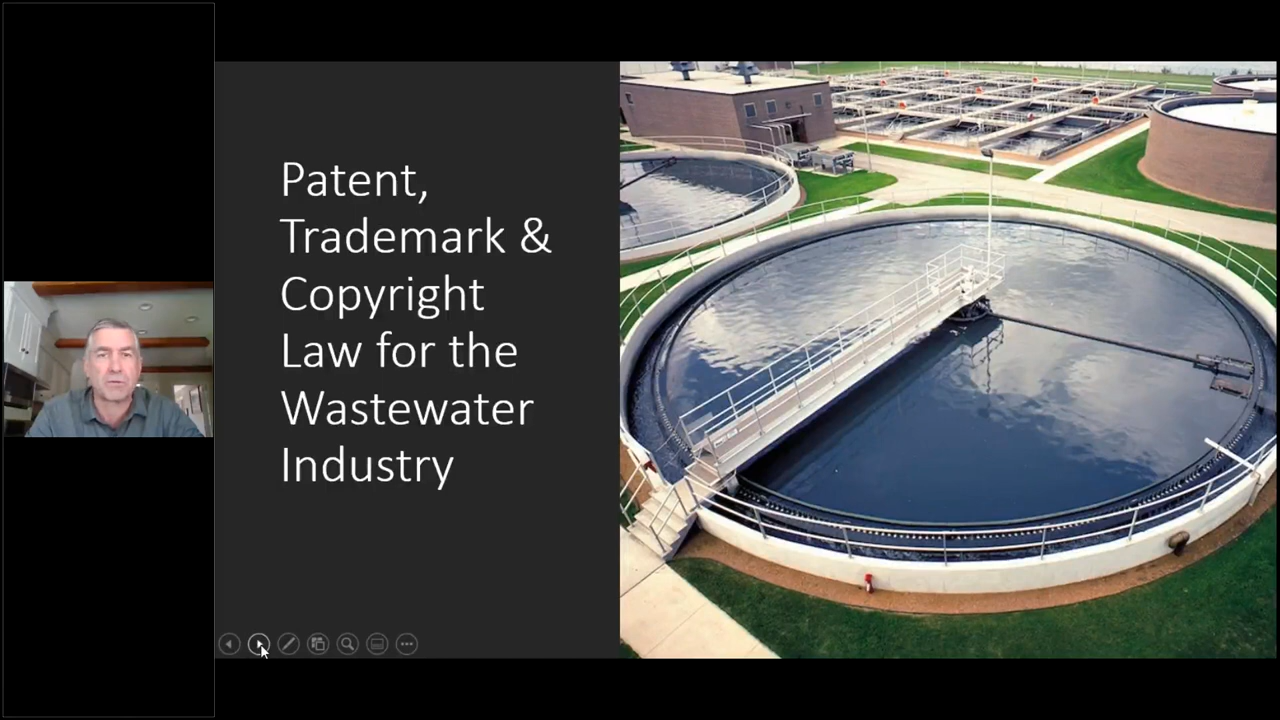 Patent,
Trademark &
Copyright
Law for the
Wastewater
Industry